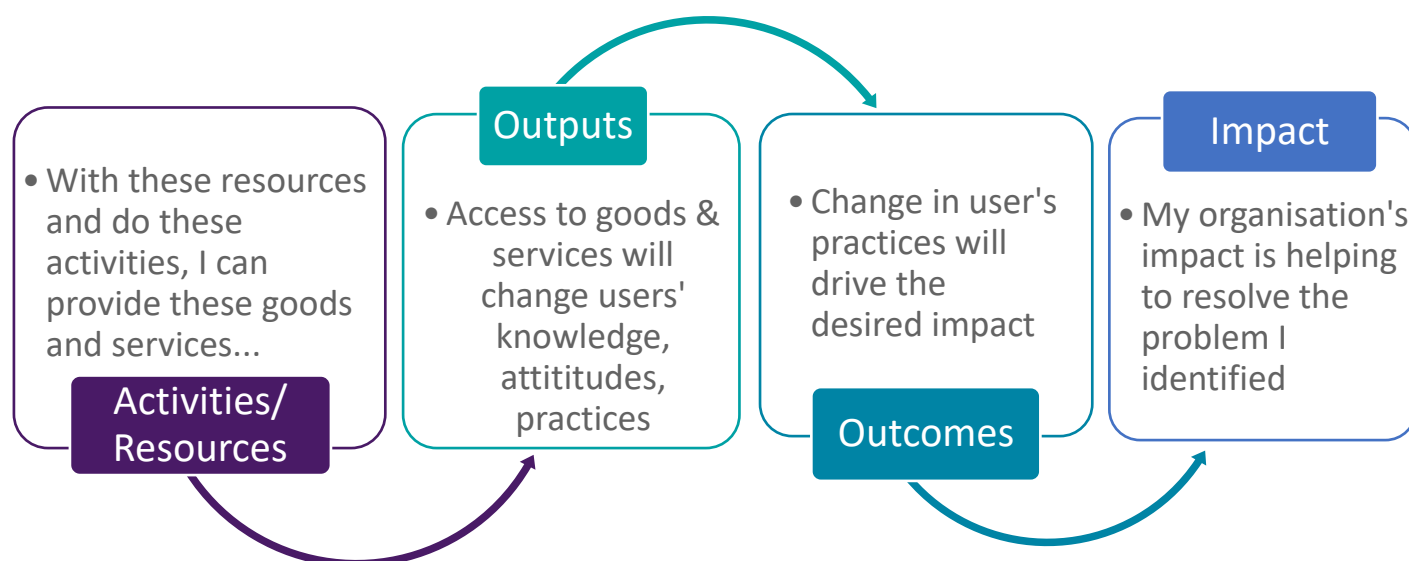 • With these resources
and do these
activities, I can
provide these goods
and services...
Activities/
Resources
Outputs
• Access to goods &
services will
change users'
knowledge,
attititudes,
practices
• Change in user's
practices will
drive the
desired impact
Outcomes
Impact
• My organisation's
impact is helping
to resolve the
problem I
identified